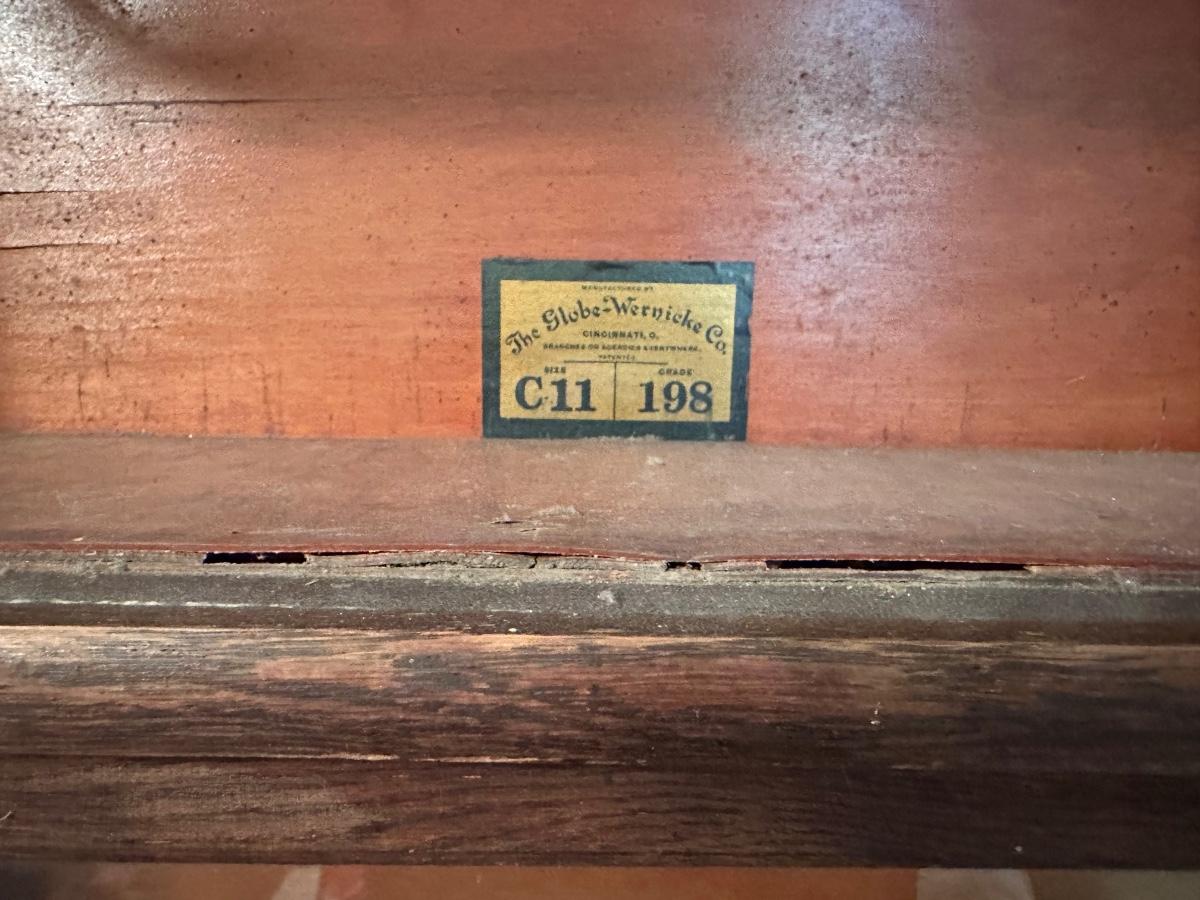 MANUFACTURED BY
The Globe-Wernicke Co.
CINCINNATI, O.
BRANCHES OR AGENCIES EVERYWHERE.
PATENTED
SIZE GRADE
C·11 198